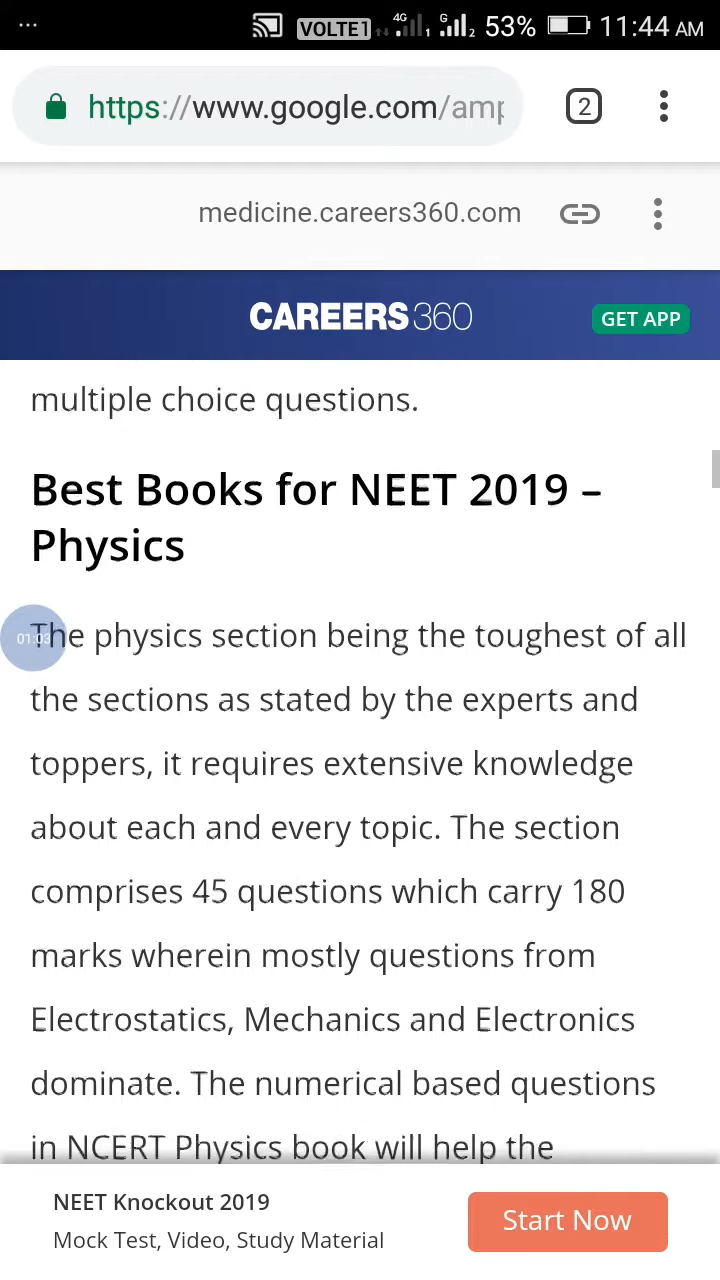 ...
VOLTE1 4G 1 G 2 53% 11:44 AM
https://www.google.com/amp
2
medicine.careers360.com
CAREERS360
GET APP
multiple choice questions.
Best Books for NEET 2019 –
Physics
01:03
The physics section being the toughest of all
the sections as stated by the experts and
toppers, it requires extensive knowledge
about each and every topic. The section
comprises 45 questions which carry 180
marks wherein mostly questions from
Electrostatics, Mechanics and Electronics
dominate. The numerical based questions
in NCERT Physics book will help the
NEET Knockout 2019
Mock Test, Video, Study Material
Start Now